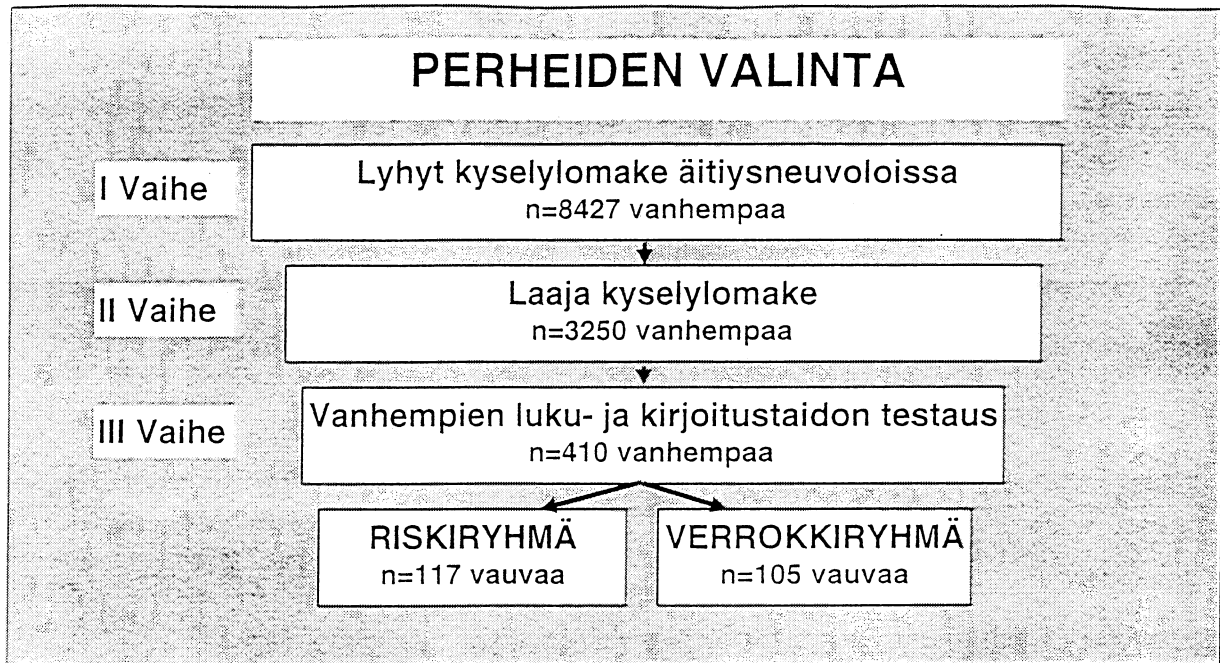 PERHEIDEN VALINTA
I Vaihe
Lyhyt kyselylomake äitiysneuvoloissa
n=8427 vanhempaa
II Vaihe
Laaja kyselylomake
n=3250 vanhempaa
III Vaihe
Vanhempien luku- ja kirjoitustaidon testaus
n=410 vanhempaa
RISKIRYHMÄ
n=117 vauvaa
VERROKKIRYHMÄ
n=105 vauvaa